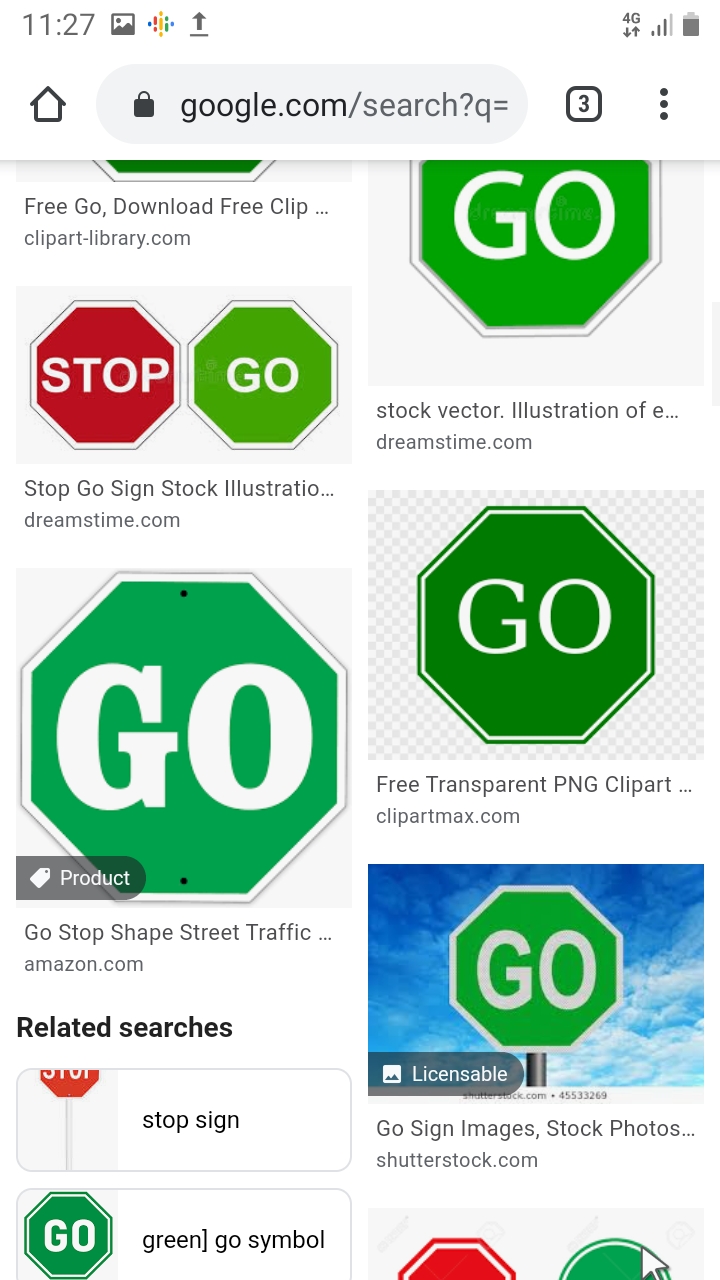 11:27
4G
google.com/search?q=
3
Free Go, Download Free Clip ...
clipart-library.com
STOP
GO
Stop Go Sign Stock Illustratio...
dreamstime.com
GO
Product
Go Stop Shape Street Traffic ...
amazon.com
Related searches
STOP
stop sign
GO
green] go symbol
GO
stock vector. Illustration of e...
dreamstime.com
GO
Free Transparent PNG Clipart ...
clipartmax.com
GO
Licensable
shutterstock.com • 45533269
Go Sign Images, Stock Photos...
shutterstock.com